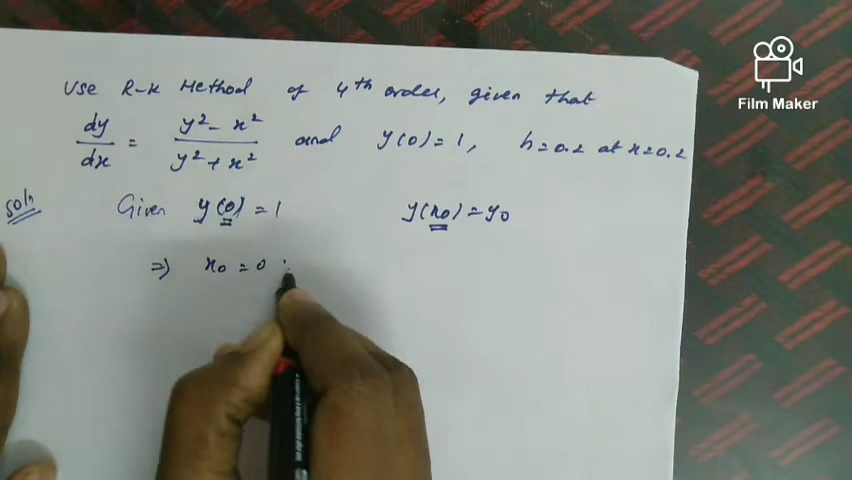 Use R-K Method of 4th order, given that
dy/dx = y² - x² / y² + x² and y(0) = 1, h = 0.2 at x = 0.2
Soln Given y(0) = 1 y(x₀) = y₀
⇒ x₀ = 0
Film Maker